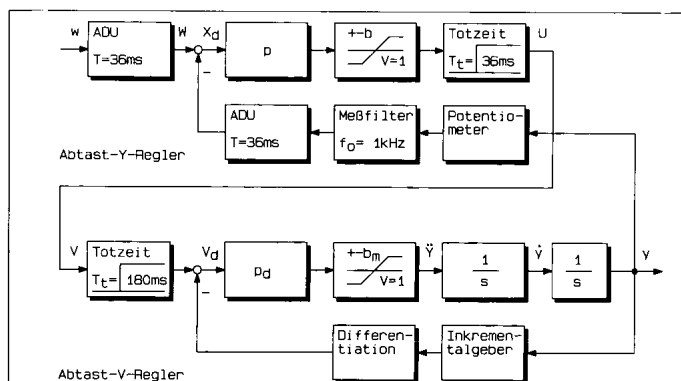 w
ADU
T=36ms
W
X_d
−
p
+-b
V=1
Totzeit
T_t= 36ms
U
ADU
T=36ms
Meßfilter
f_o= 1kHz
Potentio-
meter
Abtast-Y-Regler
V
Totzeit
T_t= 180ms
V_d
−
p_d
+-b_m
V=1
Ÿ
1
s
ẏ
1
s
y
Differen-
tiation
Inkremen-
talgeber
Abtast-V-Regler